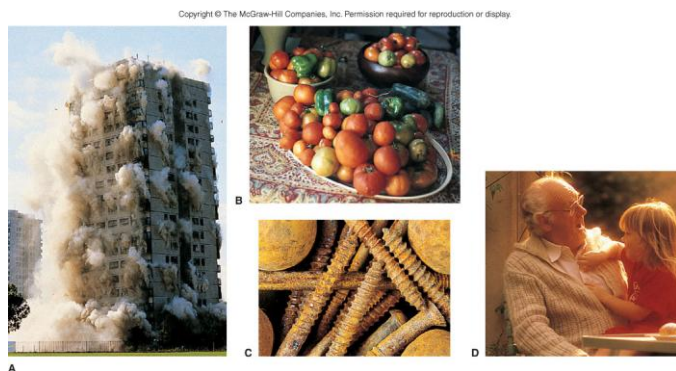 Copyright © The McGraw-Hill Companies, Inc. Permission required for reproduction or display.
B
C
D
A